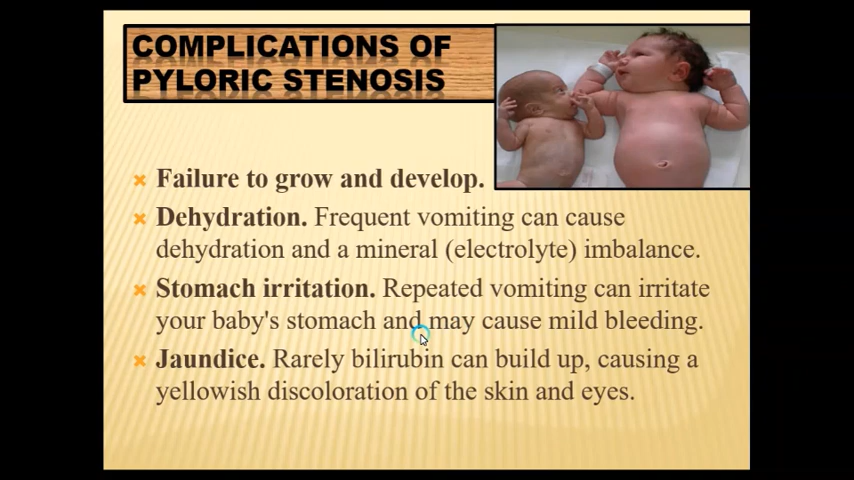 COMPLICATIONS OF
PYLORIC STENOSIS
Failure to grow and develop.
Dehydration. Frequent vomiting can cause
dehydration and a mineral (electrolyte) imbalance.
Stomach irritation. Repeated vomiting can irritate
your baby's stomach and may cause mild bleeding.
Jaundice. Rarely bilirubin can build up, causing a
yellowish discoloration of the skin and eyes.